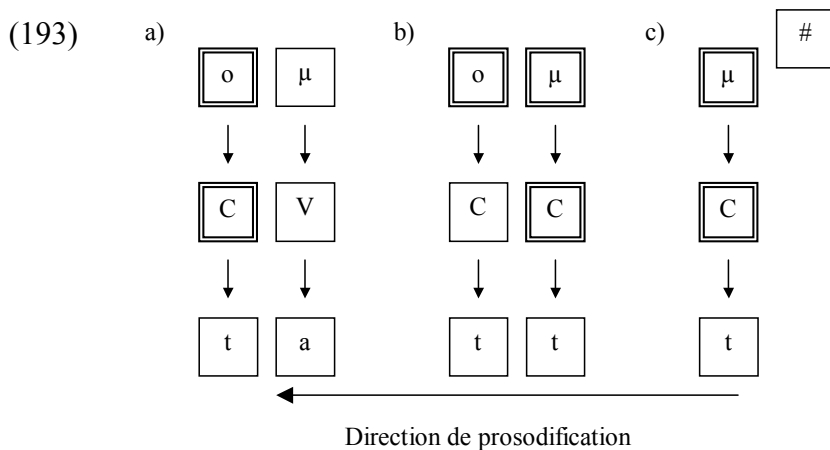 (193) a) b) c) #
o µ o µ µ
C V C C C
t a t t t
Direction de prosodification